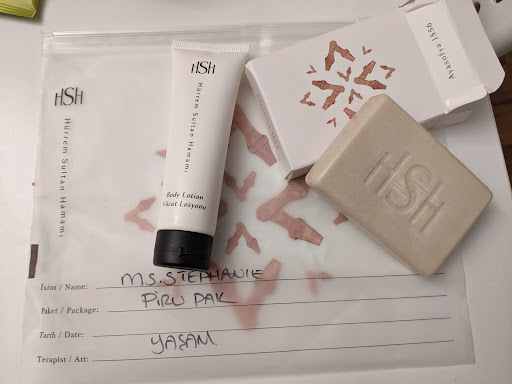 HSH
Hürrem Sultan Hamamı
HSH
Hürrem Sultan Hamamı
Body Lotion
Vücut Losyonu
Ayasofya 1556
HSH
İsim / Name: MS. STEPHANIE
Paket / Package: PIRU PAK
Tarih / Date:
YAŞAM
Terapist / Att: